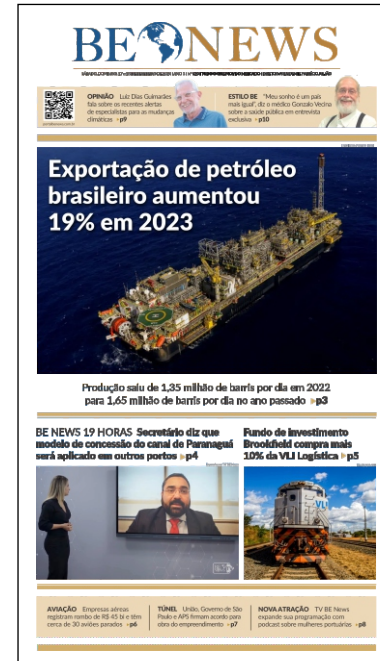 BE NEWS
OPINIÃO Luiz Dias Guimarães
fala sobre os recentes alertas
de especialistas para as mudanças
climáticas ▸p9
ESTILO BE "Meu sonho é um país
mais igual", diz o médico Gonzalo Vecina
sobre a saúde pública em entrevista
exclusiva ▸p10
Exportação de petróleo
brasileiro aumentou
19% em 2023
Produção saiu de 1,35 milhão de barris por dia em 2022
para 1,65 milhão de barris por dia no ano passado ▸p3
BE NEWS 19 HORAS Secretário diz que
modelo de concessão do canal de Paranaguá
será aplicado em outros portos ▸p4
Fundo de investimento
Brookfield compra mais
10% da VLI Logística ▸p5
VLI
AVIAÇÃO Empresas aéreas
registram rombo de R$ 45 bi e têm
cerca de 30 aviões parados ▸p6
TÚNEL União, Governo de São
Paulo e APS firmam acordo para
obra do empreendimento ▸p7
NOVA ATRAÇÃO TV BE News
expande sua programação com
podcast sobre mulheres portuárias ▸p8